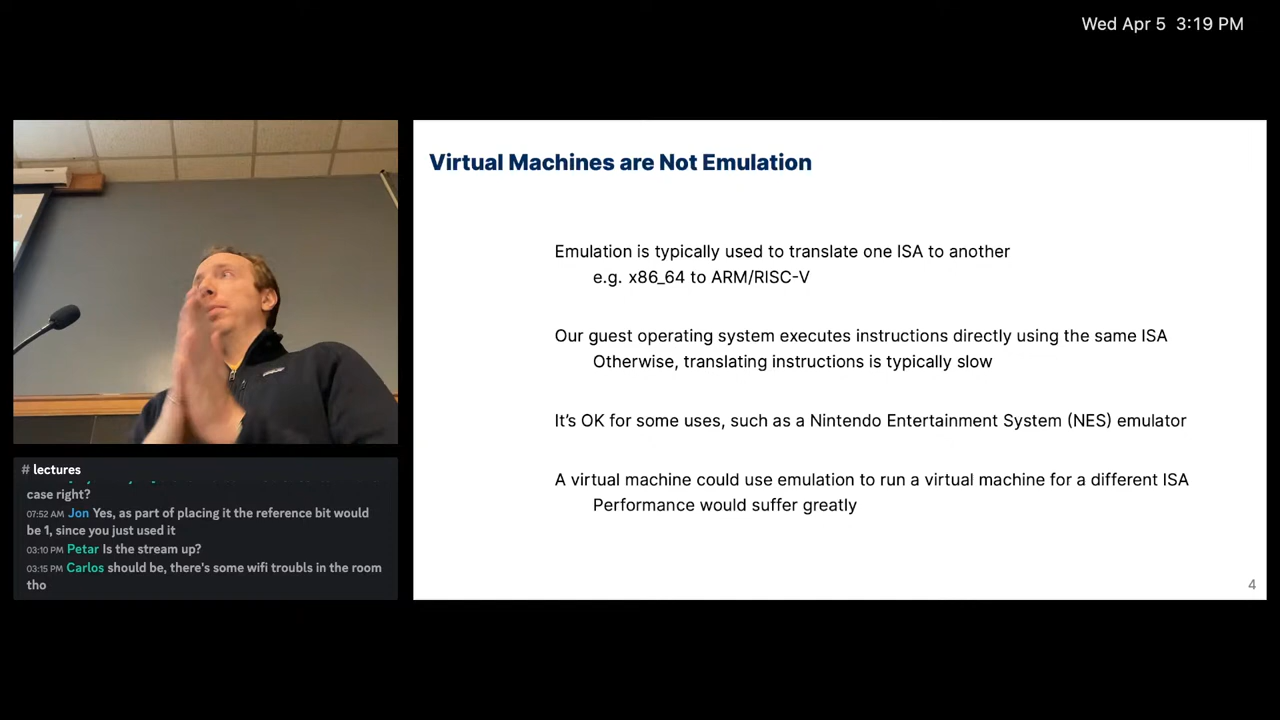 Wed Apr 5 3:19 PM
Virtual Machines are Not Emulation
Emulation is typically used to translate one ISA to another
e.g. x86_64 to ARM/RISC-V
Our guest operating system executes instructions directly using the same ISA
Otherwise, translating instructions is typically slow
It's OK for some uses, such as a Nintendo Entertainment System (NES) emulator
A virtual machine could use emulation to run a virtual machine for a different ISA
Performance would suffer greatly
4
# lectures
case right?
07:52 AM Jon Yes, as part of placing it the reference bit would
be 1, since you just used it
03:10 PM Petar Is the stream up?
03:15 PM Carlos should be, there's some wifi troubls in the room
tho